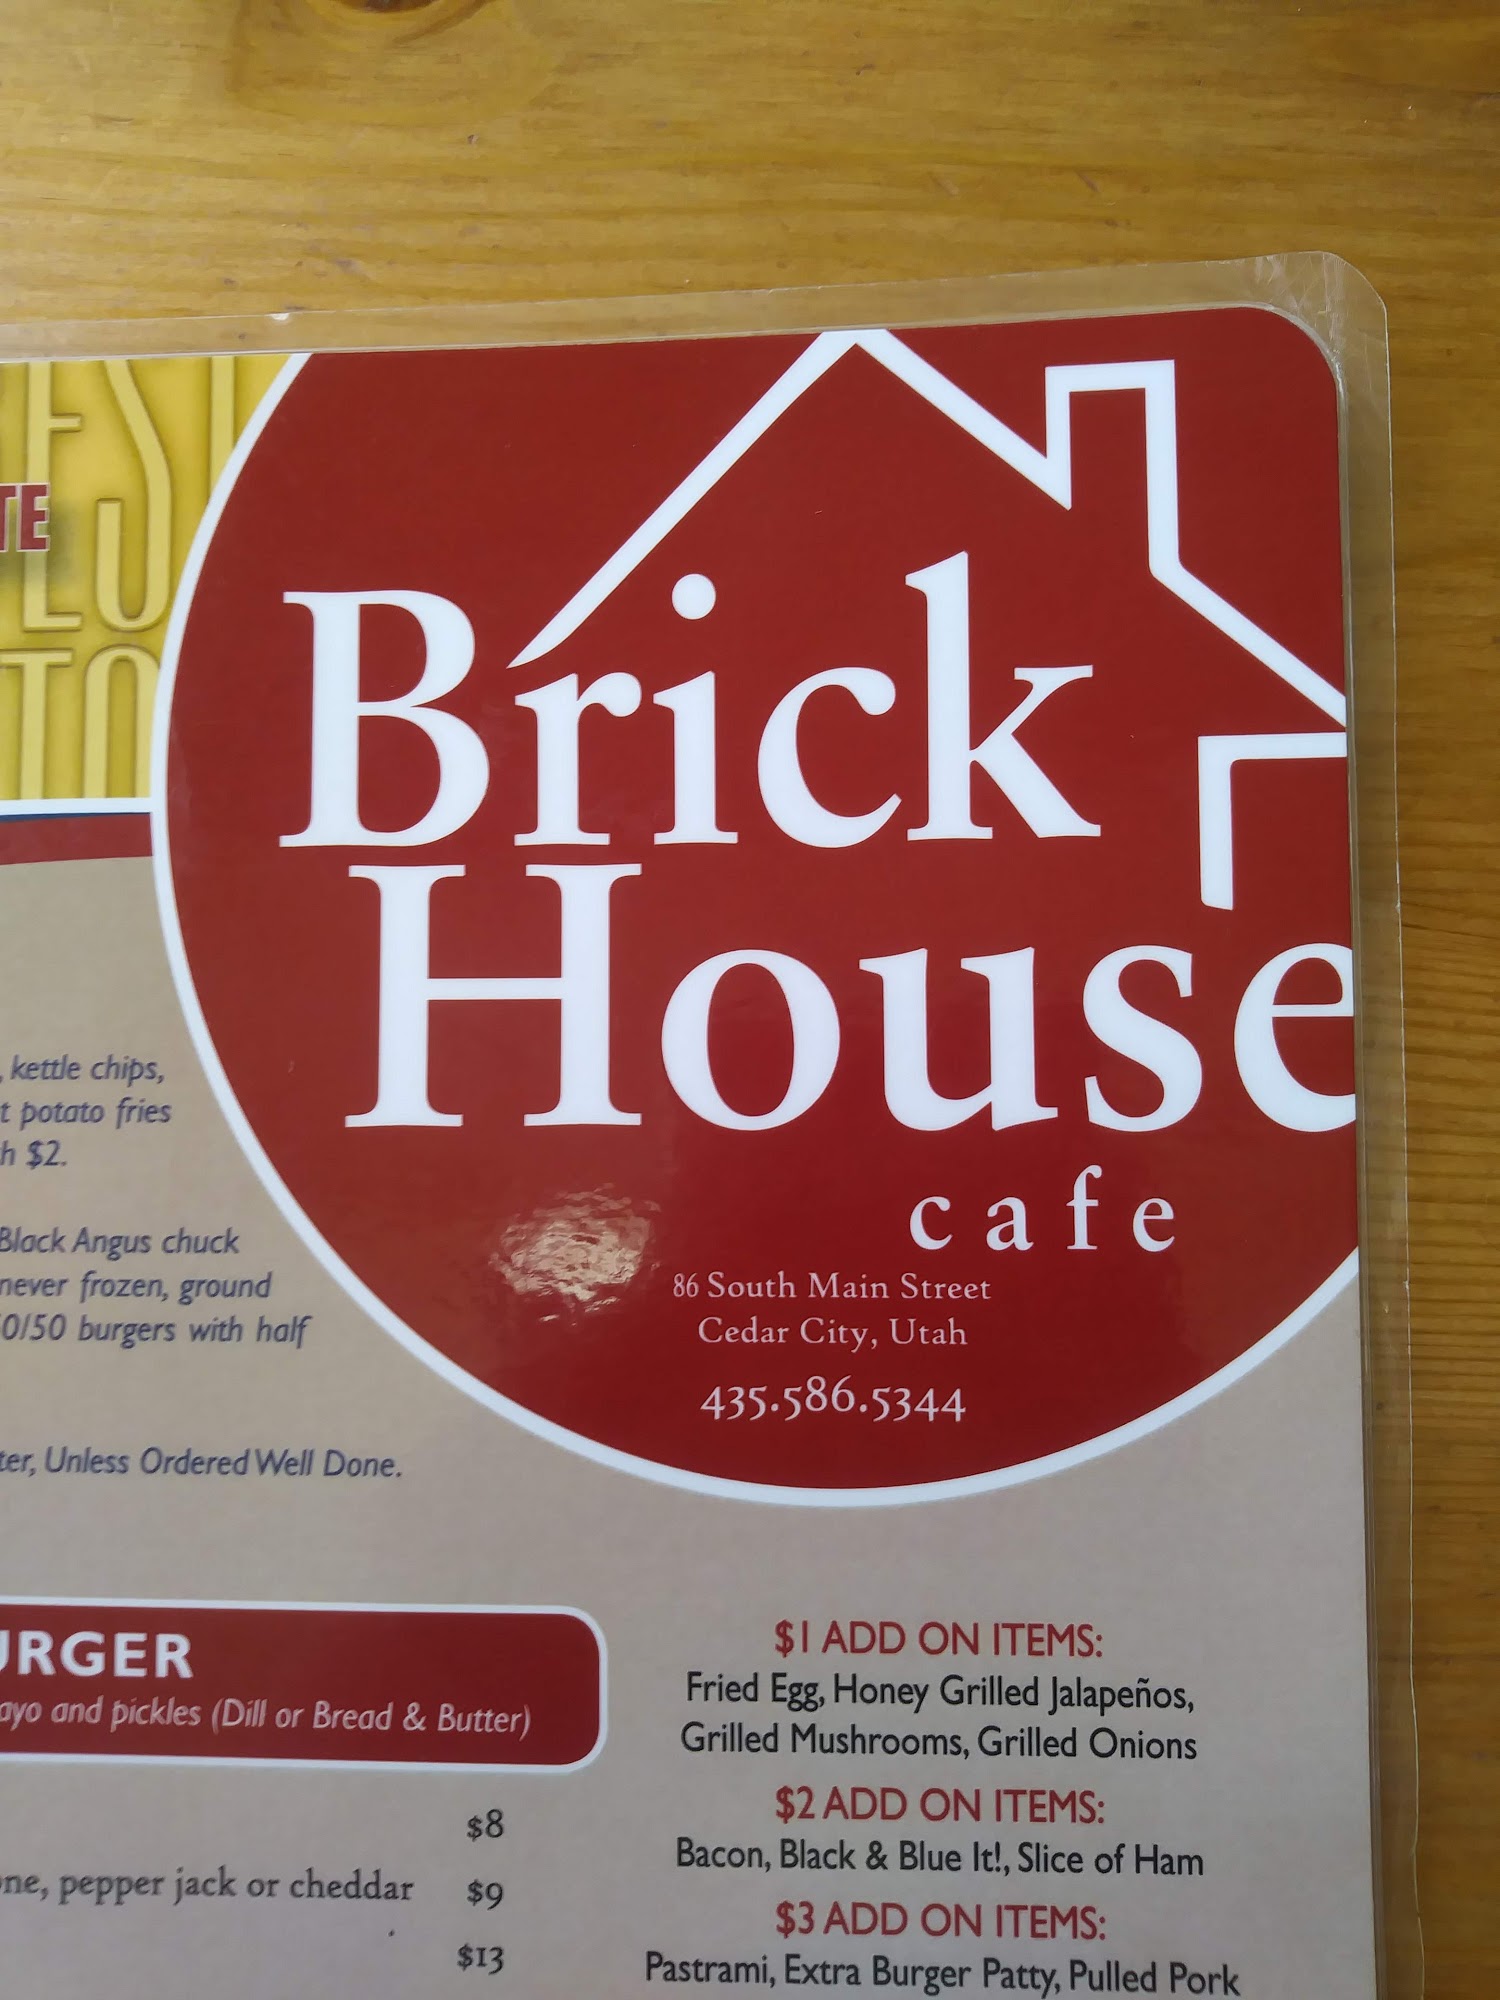 TE
Brick
House
cafe
86 South Main Street
Cedar City, Utah
435.586.5344
, kettle chips,
potato fries
$2.
Black Angus chuck
never frozen, ground
0/50 burgers with half
Unless Ordered Well Done.
URGER
ayo and pickles (Dill or Bread & Butter)
$8
ne, pepper jack or cheddar $9
$13
$1 ADD ON ITEMS:
Fried Egg, Honey Grilled Jalapeños,
Grilled Mushrooms, Grilled Onions
$2 ADD ON ITEMS:
Bacon, Black & Blue It!, Slice of Ham
$3 ADD ON ITEMS:
Pastrami, Extra Burger Patty, Pulled Pork